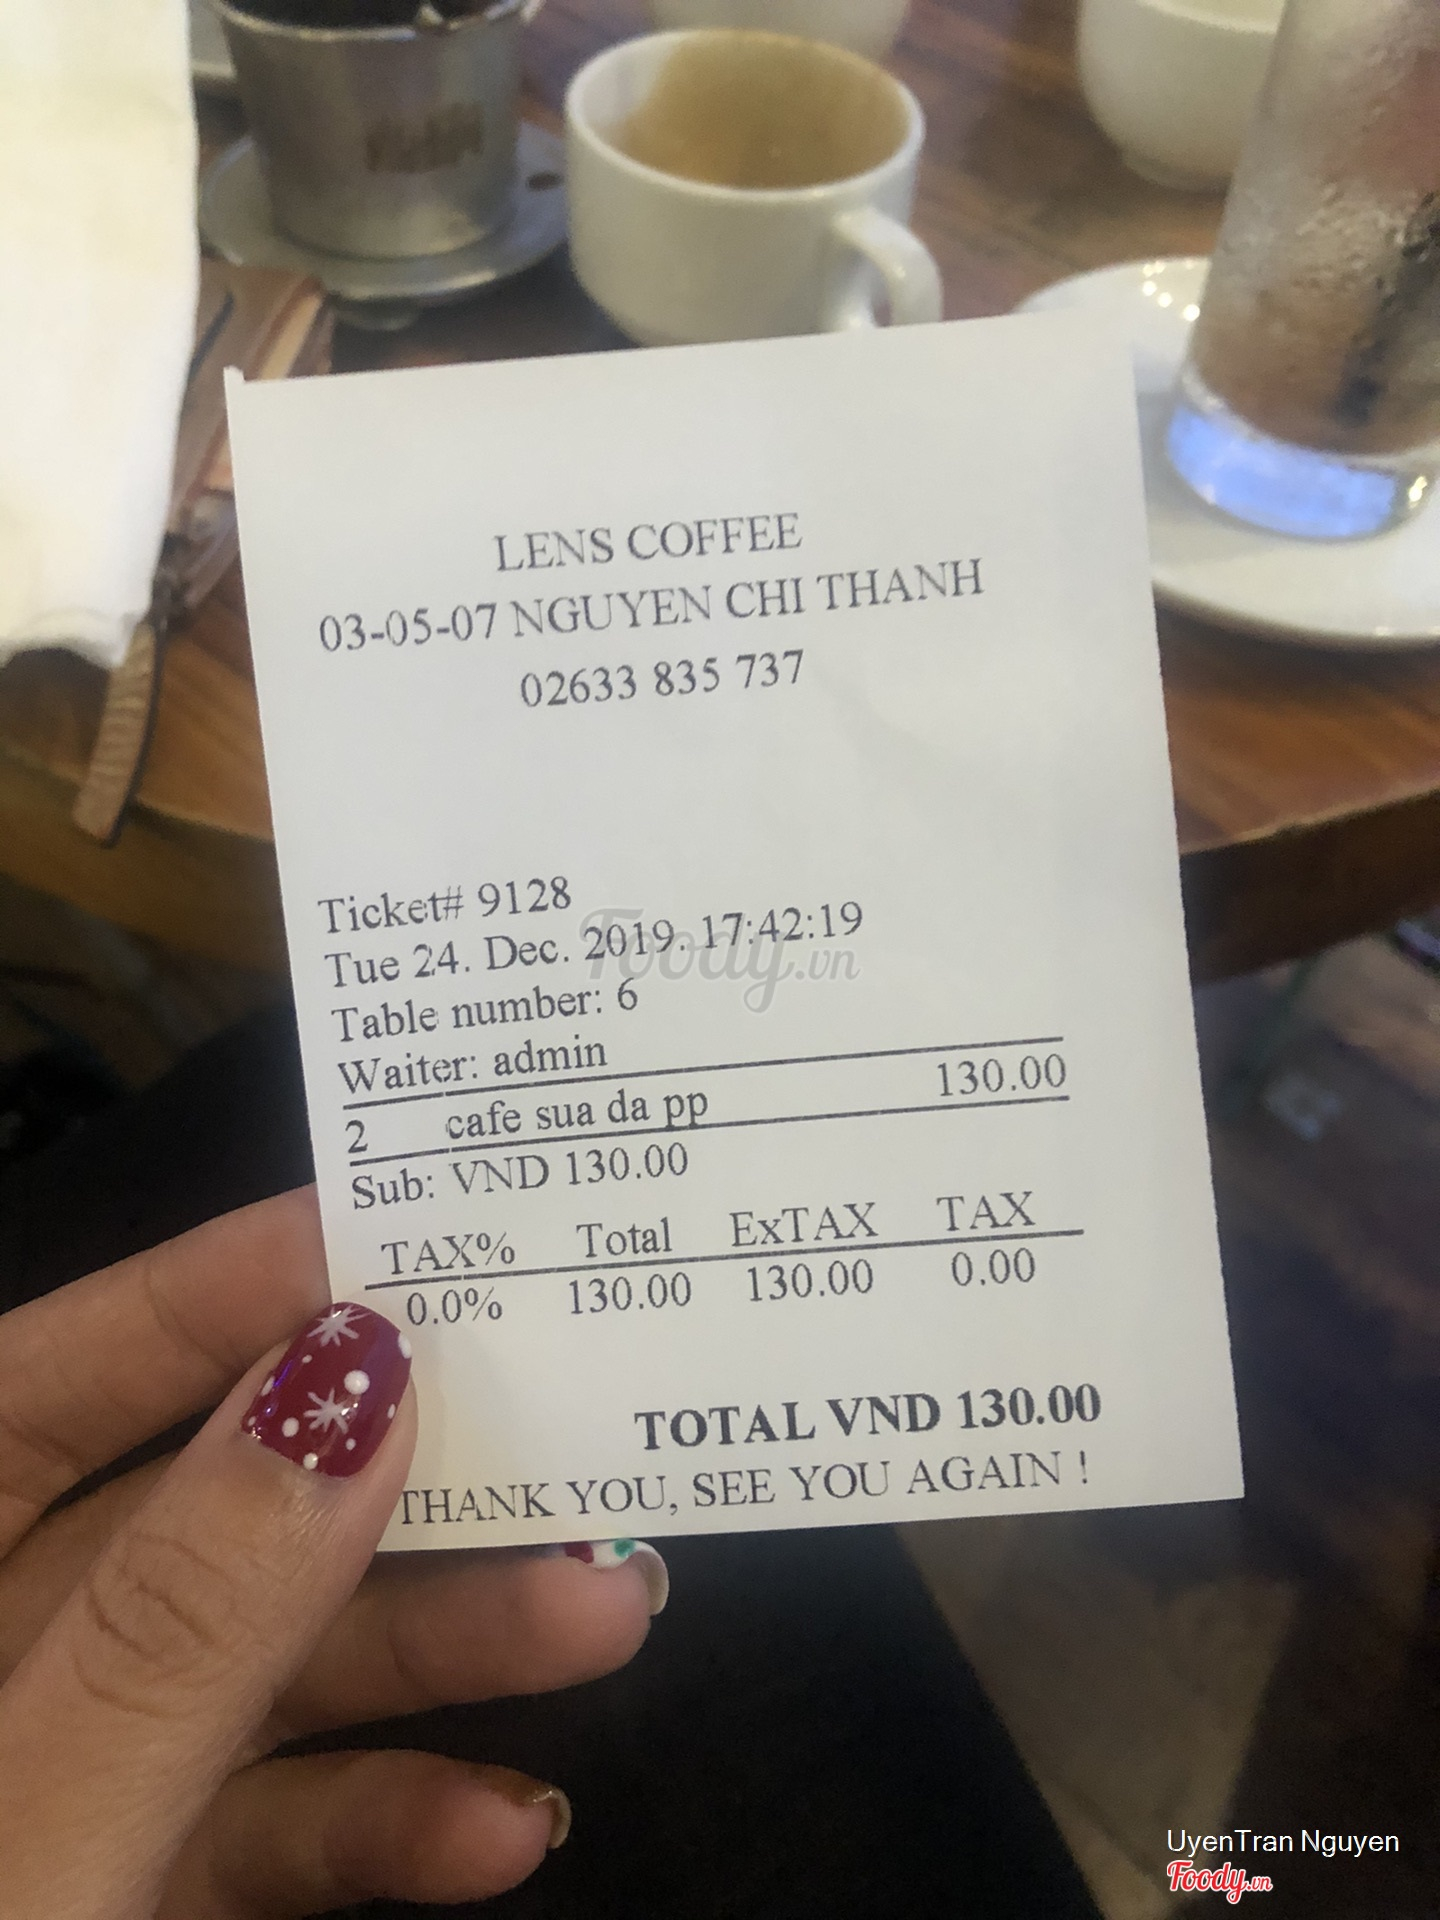 LENS COFFEE
03-05-07 NGUYEN CHI THANH
02633 835 737
Ticket# 9128
Tue 24. Dec. 2019. 17:42:19
Foody.vn
Table number: 6
Waiter: admin
2 cafe sua da pp 130.00
Sub: VND 130.00
TAX% Total ExTAX TAX
0.0% 130.00 130.00 0.00
TOTAL VND 130.00
THANK YOU, SEE YOU AGAIN !
UyenTran Nguyen
Foody.vn